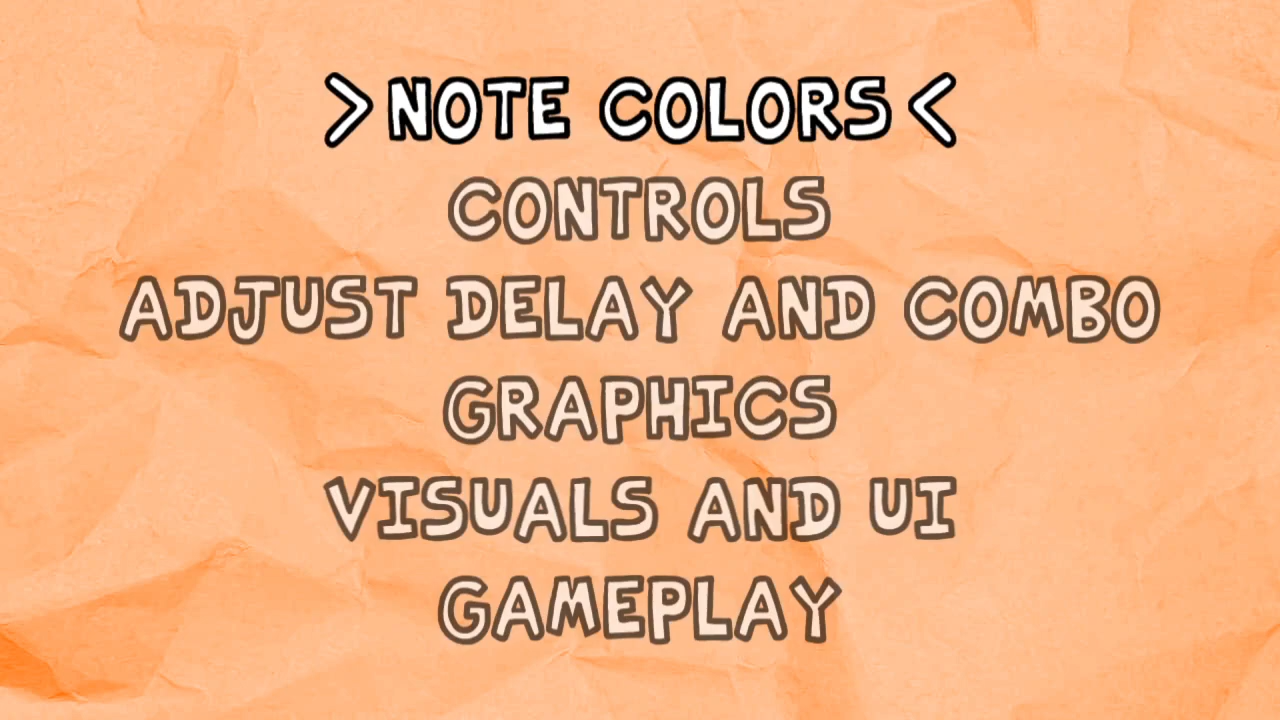 >NOTE COLORS<
CONTROLS
ADJUST DELAY AND COMBO
GRAPHICS
VISUALS AND UI
GAMEPLAY